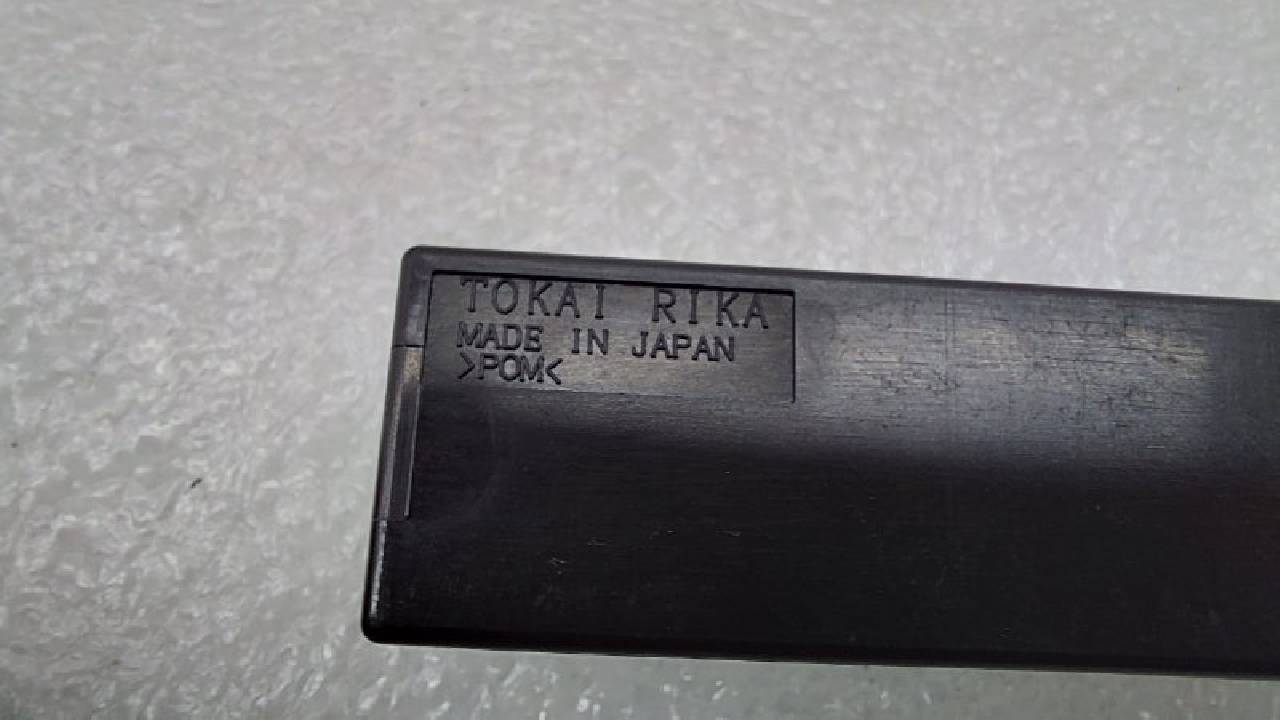 TOKAI RIKA
MADE IN JAPAN
>POM<